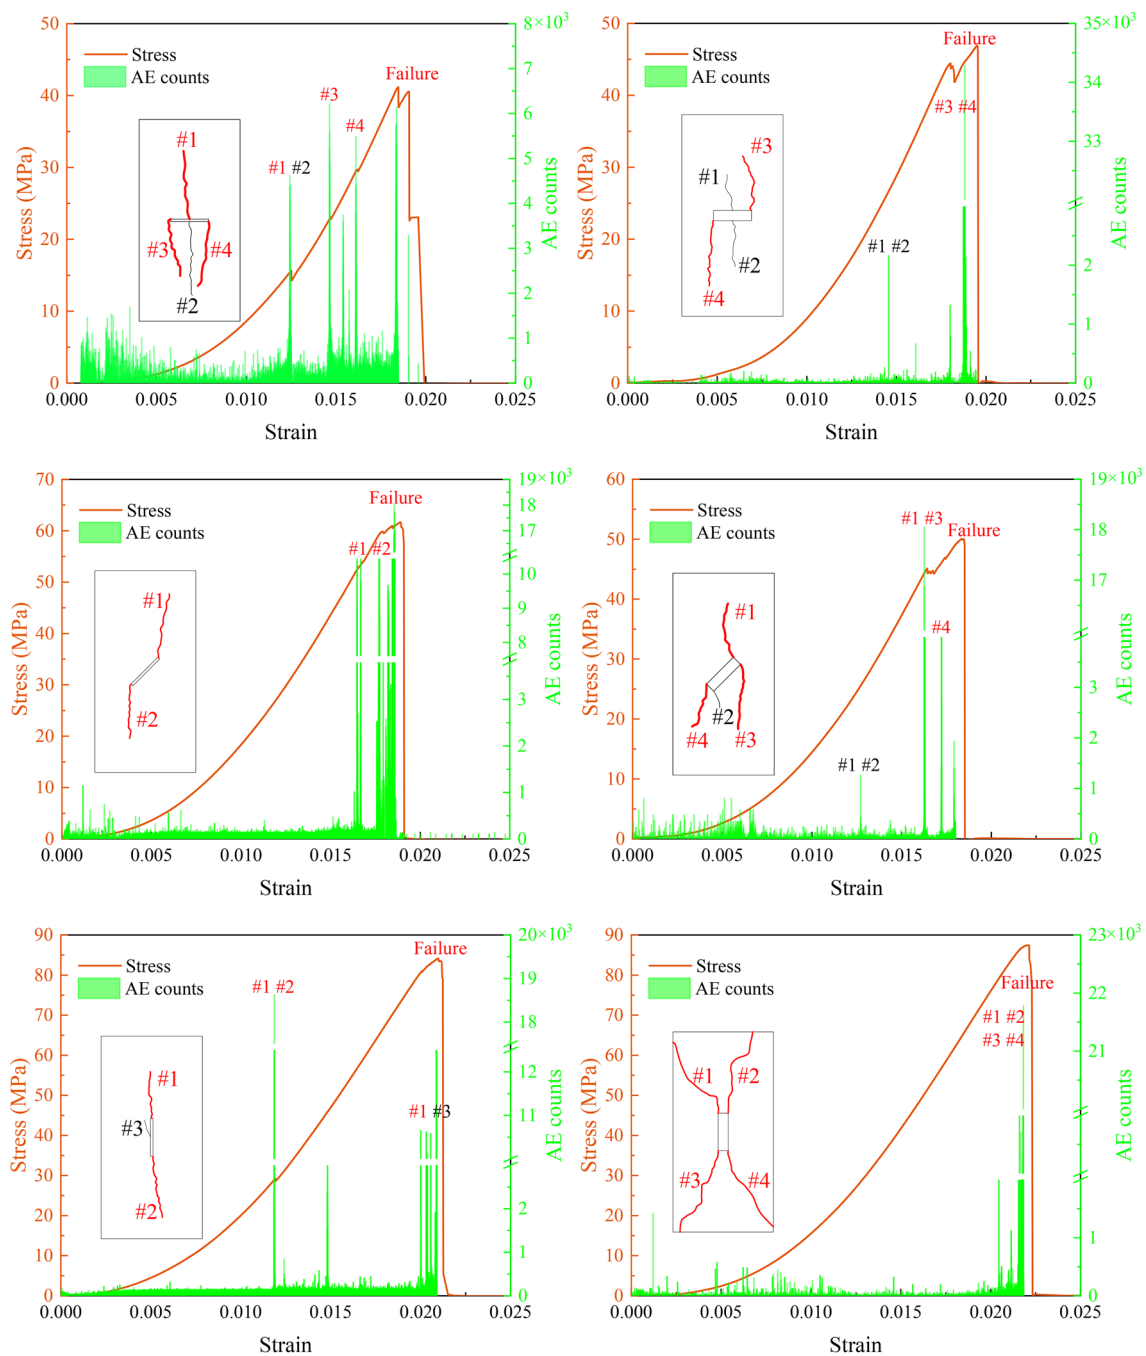 50
40
30
20
10
0
Stress (MPa)
Stress
AE counts
Failure
#3
#4
#1 #2
#1
#3
#4
#2
8×10³
7
6
5
4
3
2
1
0
AE counts
0.000 0.005 0.010 0.015 0.020 0.025
Strain
50
40
30
20
10
0
Stress (MPa)
Stress
AE counts
Failure
#3 #4
#1 #2
#3
#1
#2
#4
35×10³
34
33
2
1
0
AE counts
0.000 0.005 0.010 0.015 0.020 0.025
Strain
70
60
50
40
30
20
10
0
Stress (MPa)
Stress
AE counts
Failure
#1 #2
#1
#2
19×10³
18
17
10
9
8
3
2
1
0
AE counts
0.000 0.005 0.010 0.015 0.020 0.025
Strain
60
50
40
30
20
10
0
Stress (MPa)
Stress
AE counts
#1 #3
Failure
#4
#1 #2
#1
#2
#4 #3
19×10³
18
17
3
2
1
0
AE counts
0.000 0.005 0.010 0.015 0.020 0.025
Strain
90
80
70
60
50
40
30
20
10
0
Stress (MPa)
Stress
AE counts
Failure
#1 #2
#1 #3
#1
#3
#2
20×10³
19
18
12
11
2
1
0
AE counts
0.000 0.005 0.010 0.015 0.020 0.025
Strain
90
80
70
60
50
40
30
20
10
0
Stress (MPa)
Stress
AE counts
Failure
#1 #2
#3 #4
#1 #2
#3 #4
23×10³
22
21
2
1
0
AE counts
0.000 0.005 0.010 0.015 0.020 0.025
Strain